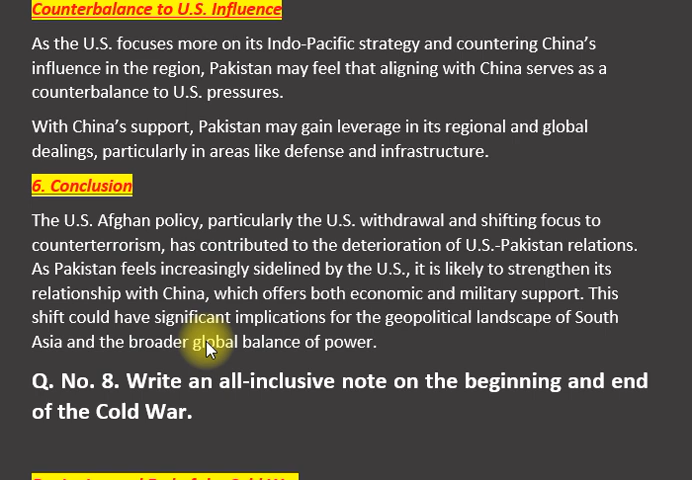 Counterbalance to U.S. Influence
As the U.S. focuses more on its Indo-Pacific strategy and countering China's
influence in the region, Pakistan may feel that aligning with China serves as a
counterbalance to U.S. pressures.
With China's support, Pakistan may gain leverage in its regional and global
dealings, particularly in areas like defense and infrastructure.
6. Conclusion
The U.S. Afghan policy, particularly the U.S. withdrawal and shifting focus to
counterterrorism, has contributed to the deterioration of U.S.-Pakistan relations.
As Pakistan feels increasingly sidelined by the U.S., it is likely to strengthen its
relationship with China, which offers both economic and military support. This
shift could have significant implications for the geopolitical landscape of South
Asia and the broader global balance of power.
Q. No. 8. Write an all-inclusive note on the beginning and end
of the Cold War.